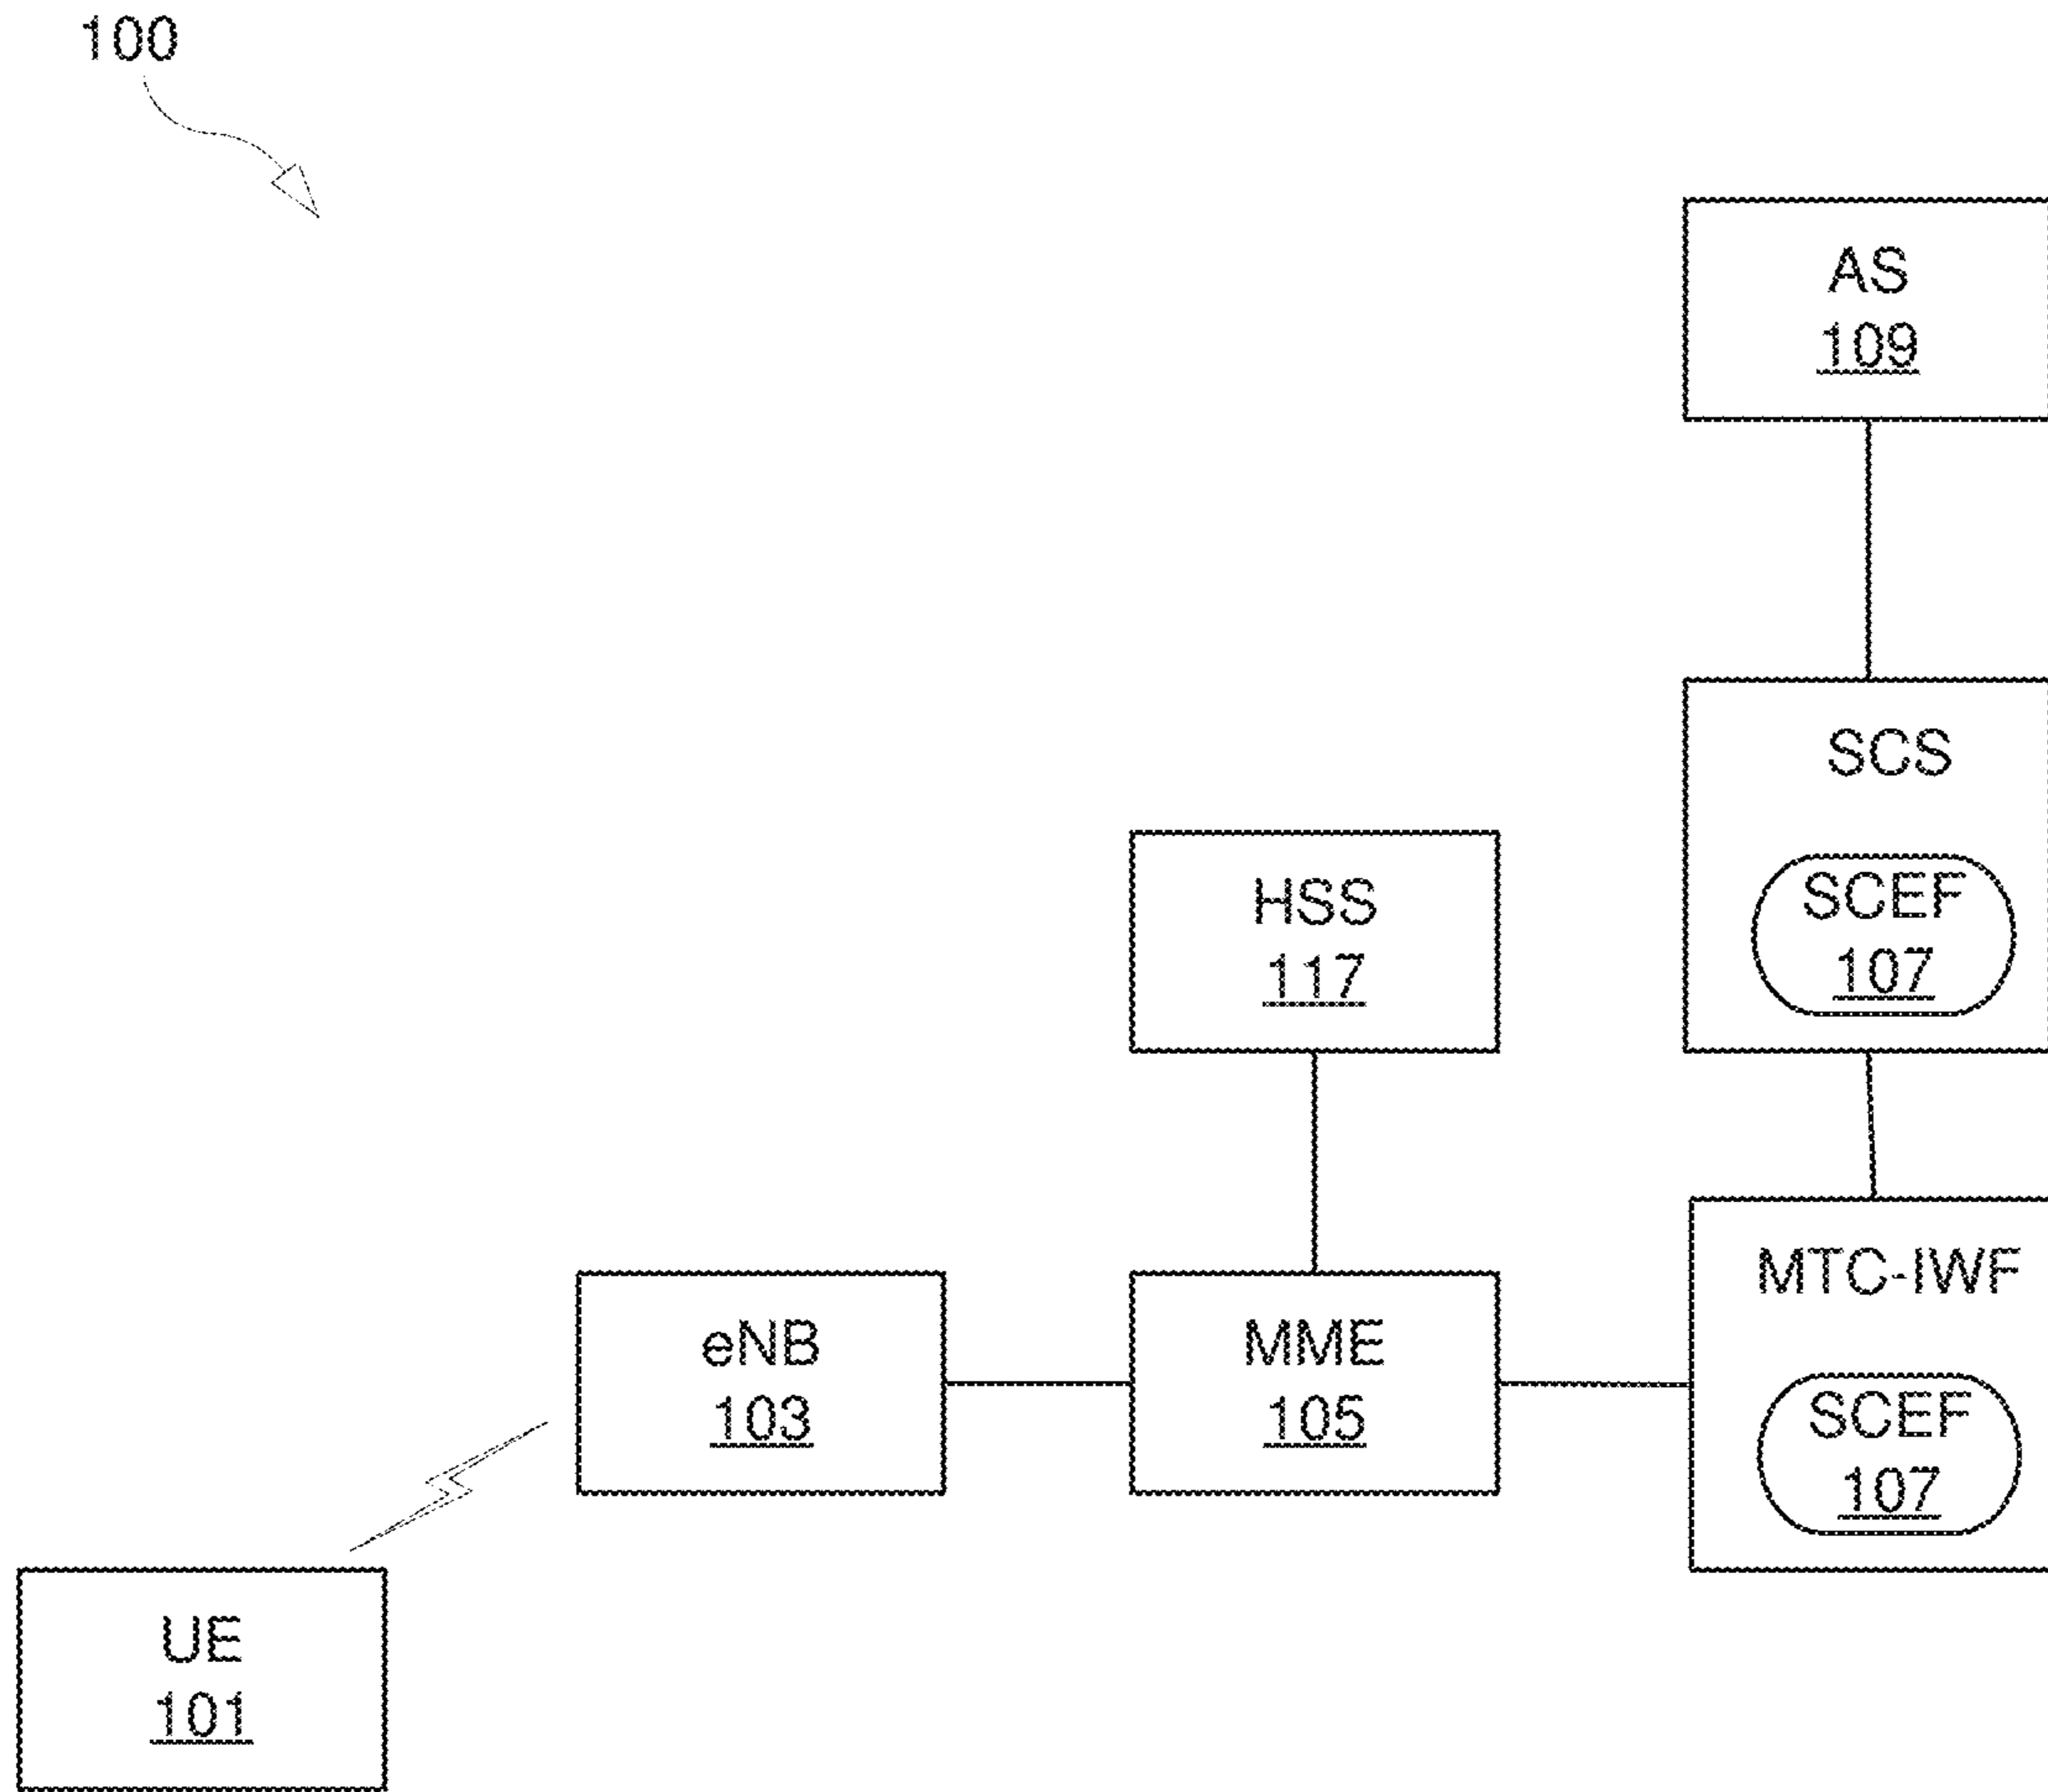 100
AS
109
SCS
SCEF
107
HSS
117
MTC-IWF
SCEF
107
eNB
103
MME
105
UE
101